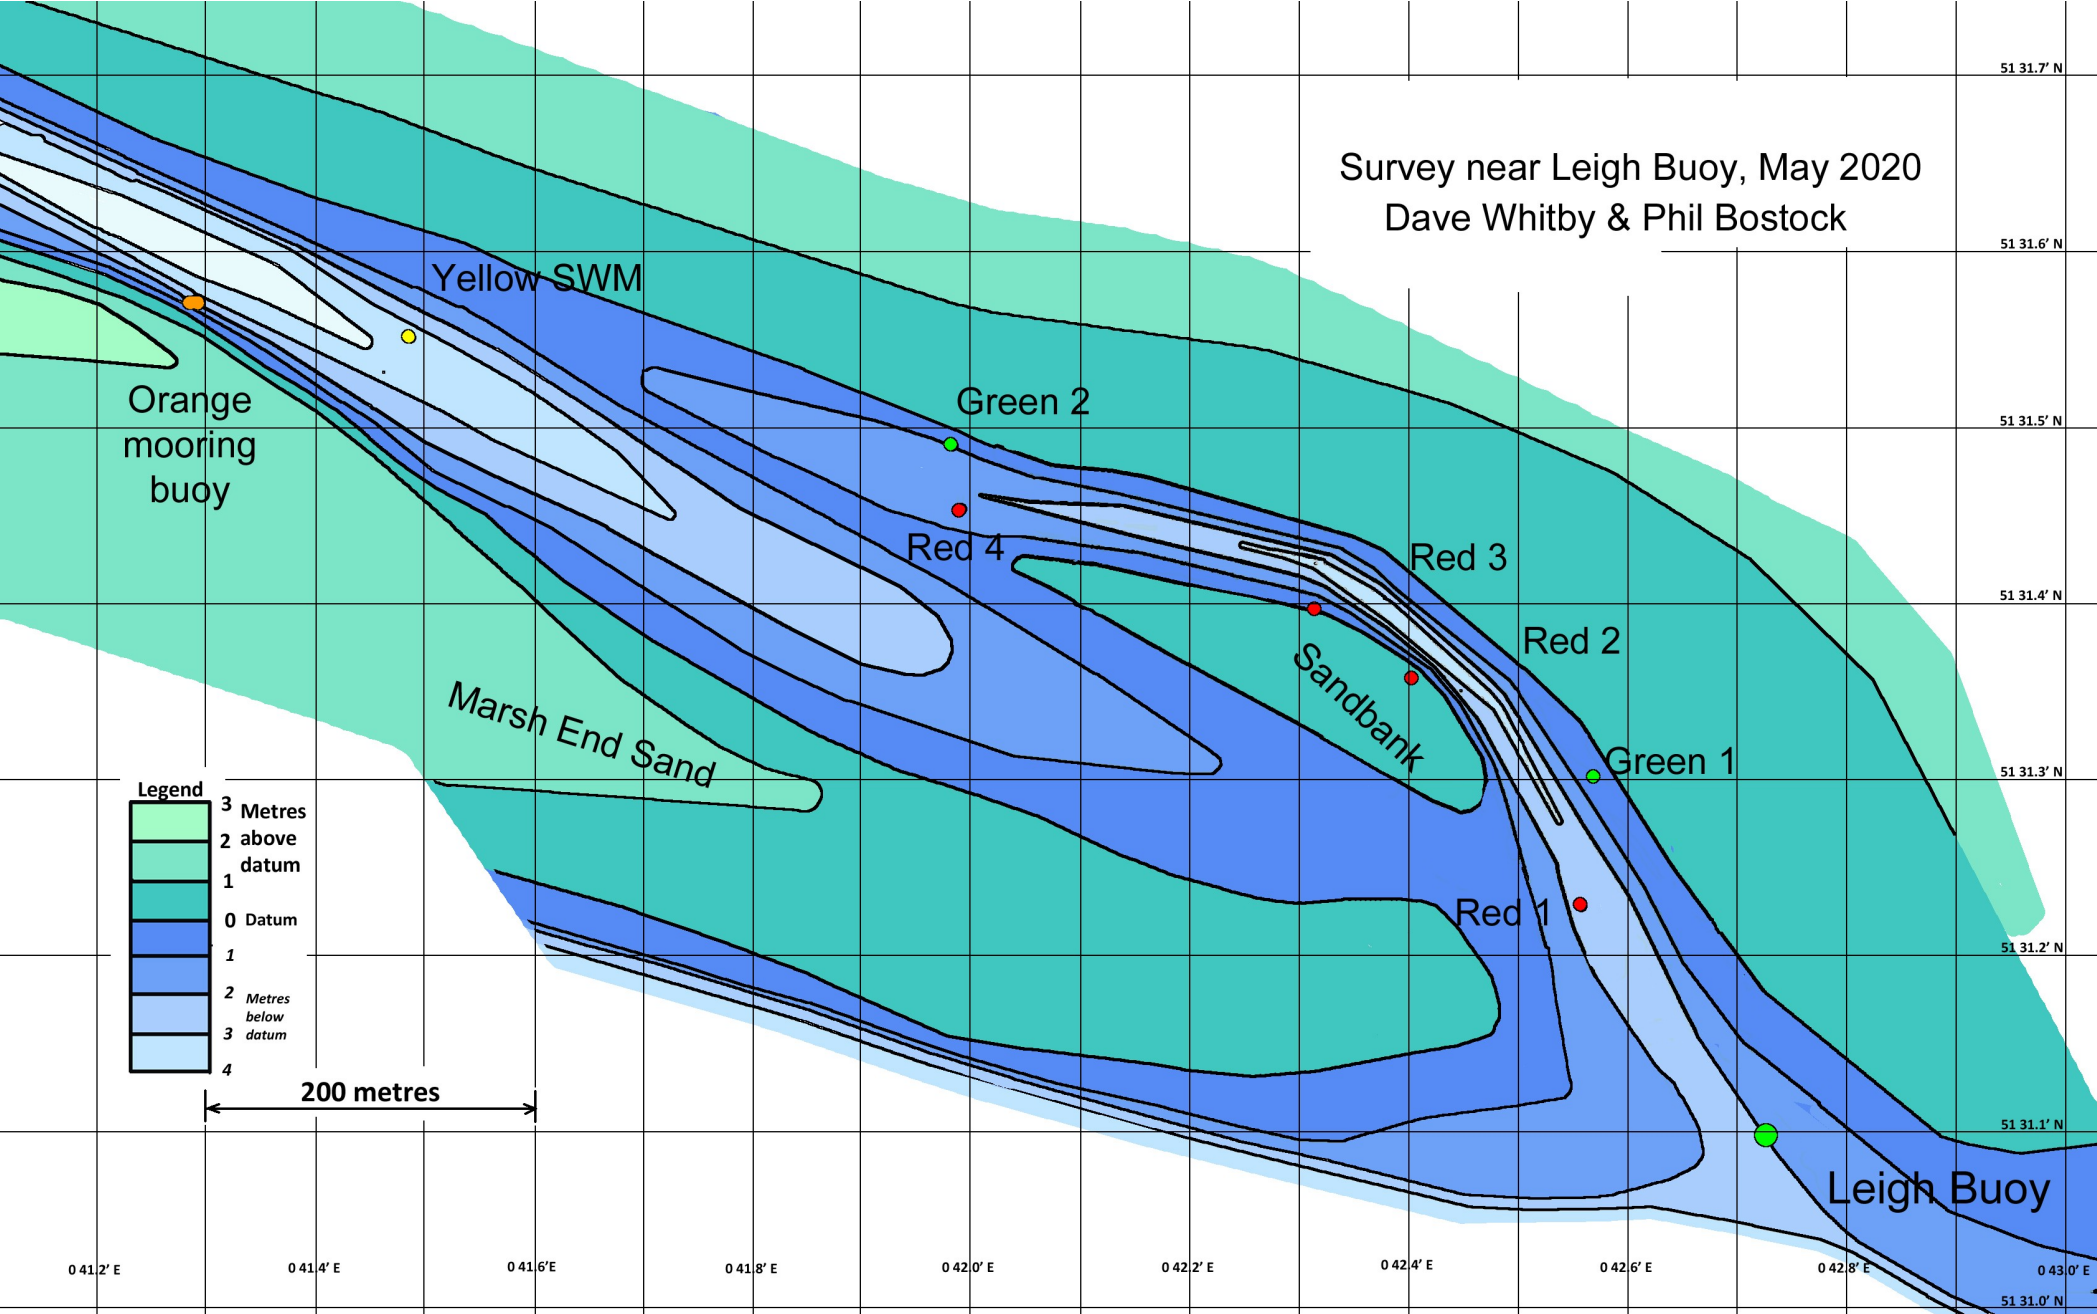 51 31.7' N
Survey near Leigh Buoy, May 2020
Dave Whitby & Phil Bostock
51 31.6' N
Yellow SWM
Orange
mooring
buoy
Green 2
51 31.5' N
Red 4
Red 3
51 31.4' N
Red 2
Sandbank
Marsh End Sand
Green 1
51 31.3' N
Legend
3 Metres
above
2 datum
1
0 Datum
1
2 Metres
below
3 datum
4
Red 1
51 31.2' N
200 metres
51 31.1' N
Leigh Buoy
0 41.2' E
0 41.4' E
0 41.6'E
0 41.8' E
0 42.0' E
0 42.2' E
0 42.4' E
0 42.6' E
0 42.8' E
0 43.0' E
51 31.0' N